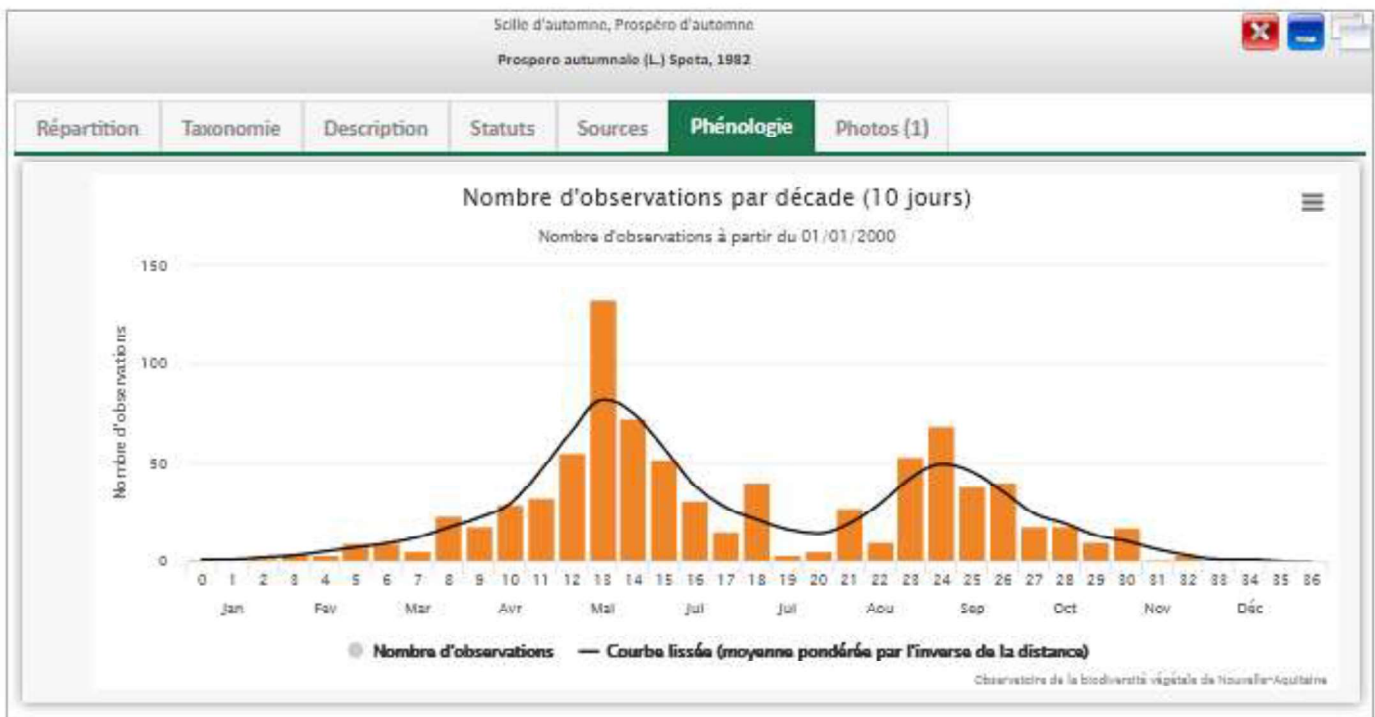 Scille d'automne, Prospéro d'automne
Prospero autumnale (L.) Speta, 1982
Répartition Taxonomie Description Statuts Sources Phénologie Photos (1)
Nombre d'observations par décade (10 jours)
Nombre d'observations à partir du 01/01/2000
150
100
50
0
Nombre d'observations
0 1 2 3 4 5 6 7 8 9 10 11 12 13 14 15 16 17 18 19 20 21 22 23 24 25 26 27 28 29 30 31 32 33 34 35 36
Jan Fev Mar Avr Mai Jui Jul Aou Sep Oct Nov Déc
Nombre d'observations Courbe lissée (moyenne pondérée par l'inverse de la distance)
Observatoire de la biodiversité végétale de Nouvelle-Aquitaine